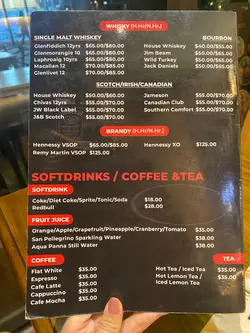 WHISKY (H.Hr/N.Hr.)
SINGLE MALT WHISKEY
Glenfiddich 12yrs $65.00/$85.00
Glenmorangie 10 $65.00/$80.00
Laphroaig 10yrs $60.00/$80.00
Macallan 12 $70.00/$85.00
Glenlivet 12 $70.00/$85.00
BOURBON
House Whiskey $50.00/$60.00
Jim Beam $50.00/$65.00
Wild Turkey $50.00/$65.00
Jack Daniels $50.00/$65.00
SCOTCH/IRISH/CANADIAN
House Whiskey $50.00/$60.00
Chivas 12yrs $55.00/$70.00
JW Black Label $55.00/$70.00
J&B Scotch $55.00/$70.00
Jameson $55.00/$70.00
Canadian Club $55.00/$70.00
Southern Comfort $55.00/$70.00
BRANDY (H.Hr/N.Hr.)
Hennessy VSOP $65.00/$85.00
Remy Martin VSOP $125.00
Hennessy XO $125.00
SOFTDRINKS / COFFEE &TEA
SOFTDRINK
Coke/Diet Coke/Sprite/Tonic/Soda $18.00
Redbull $28.00
FRUIT JUICE
Orange/Apple/Grapefruit/Pineapple/Cranberry/Tomato $35.00
San Pellegrino Sparkling Water $38.00
Aqua Panna Still Water $38.00
COFFEE
Flat White $35.00
Espresso $35.00
Cafe Latte $35.00
Cappuccino $35.00
Cafe Mocha $35.00
TEA
Hot Tea / Iced Tea $35.00
Hot Lemon Tea / $35.00
Iced Lemon Tea